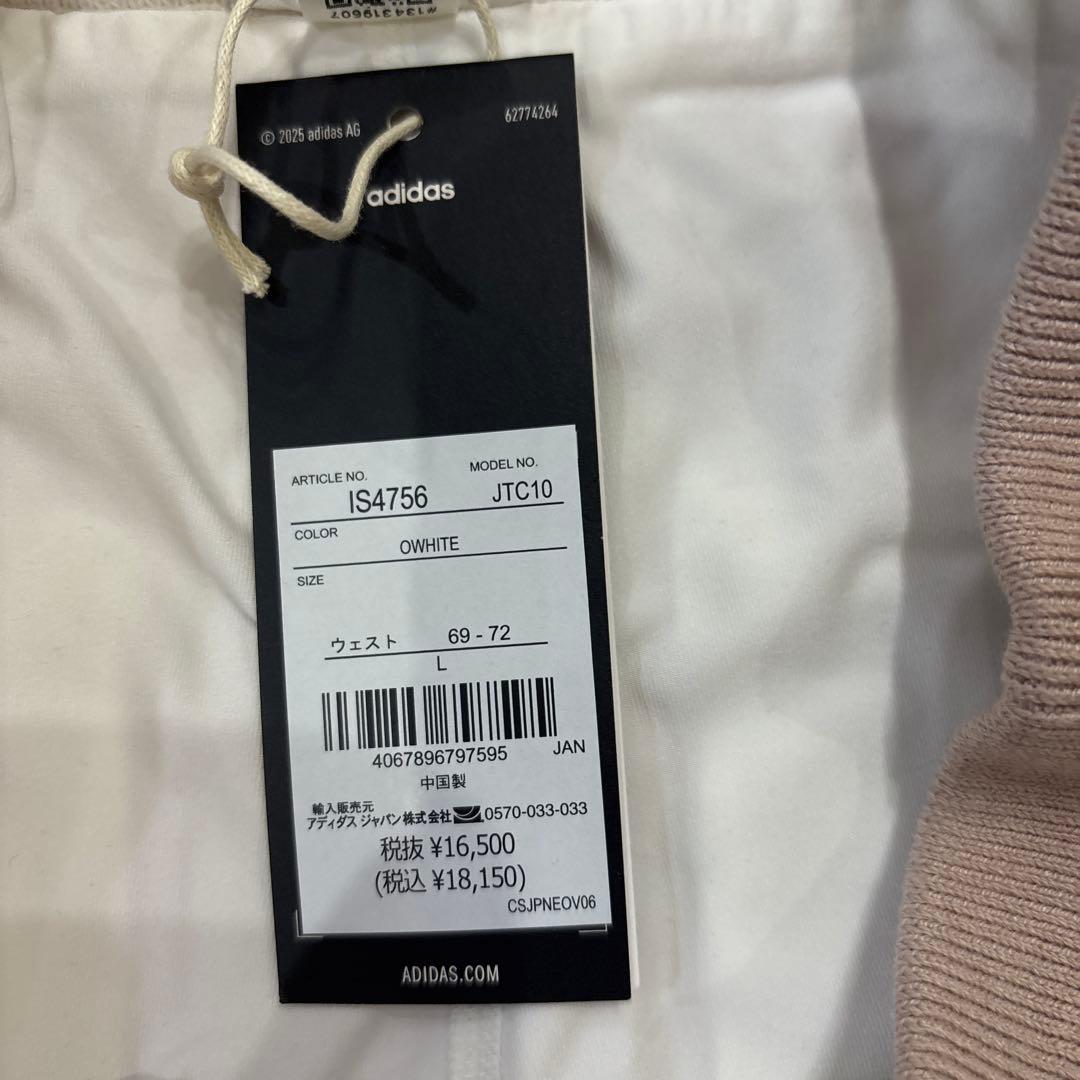 #134319607
© 2025 adidas AG
62774264
adidas
ARTICLE NO.
MODEL NO.
IS4756
JTC10
COLOR
OWHITE
SIZE
ウェスト 69 - 72
L
4067896797595
JAN
中国製
輸入販売元
アディダス ジャパン株式会社 0570-033-033
税抜 ¥16,500
(税込 ¥18,150)
CSJPNEOV06
ADIDAS.COM